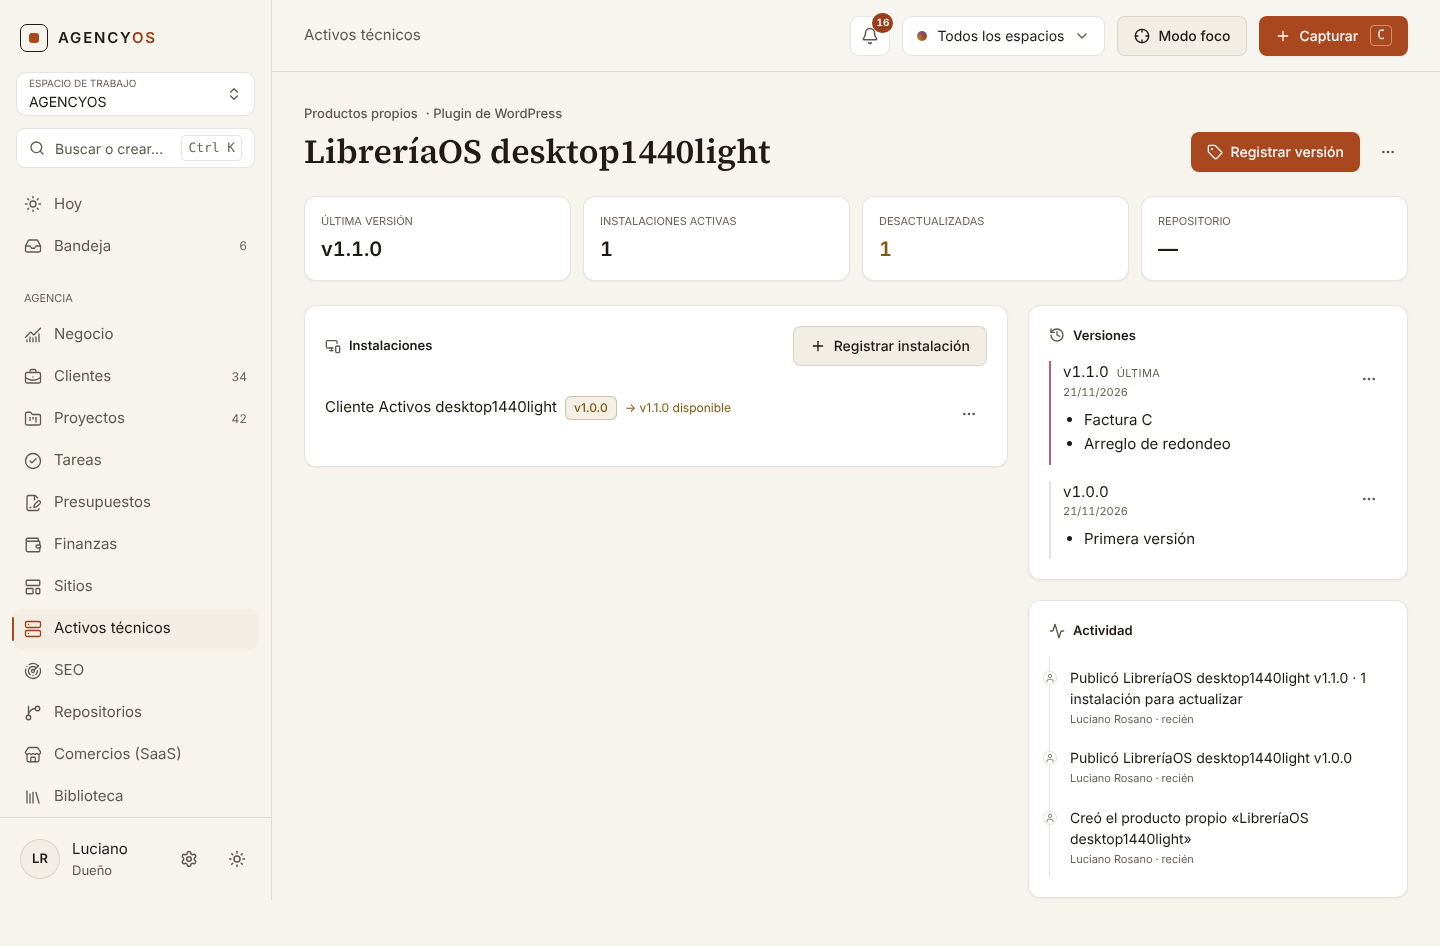 AGENCYOS
ESPACIO DE TRABAJO
AGENCYOS
Buscar o crear... Ctrl K
Hoy
Bandeja 6
AGENCIA
Negocio
Clientes 34
Proyectos 42
Tareas
Presupuestos
Finanzas
Sitios
Activos técnicos
SEO
Repositorios
Comercios (SaaS)
Biblioteca
LR
Luciano
Dueño
Activos técnicos
16
Todos los espacios
Modo foco
+ Capturar C
Productos propios · Plugin de WordPress
LibreríaOS desktop1440light
Registrar versión
ÚLTIMA VERSIÓN
v1.1.0
INSTALACIONES ACTIVAS
1
DESACTUALIZADAS
1
REPOSITORIO
—
Instalaciones
+ Registrar instalación
Cliente Activos desktop1440light v1.0.0 → v1.1.0 disponible
Versiones
v1.1.0 ÚLTIMA
21/11/2026
• Factura C
• Arreglo de redondeo
v1.0.0
21/11/2026
• Primera versión
Actividad
Publicó LibreríaOS desktop1440light v1.1.0 · 1
instalación para actualizar
Luciano Rosano · recién
Publicó LibreríaOS desktop1440light v1.0.0
Luciano Rosano · recién
Creó el producto propio «LibreríaOS
desktop1440light»
Luciano Rosano · recién